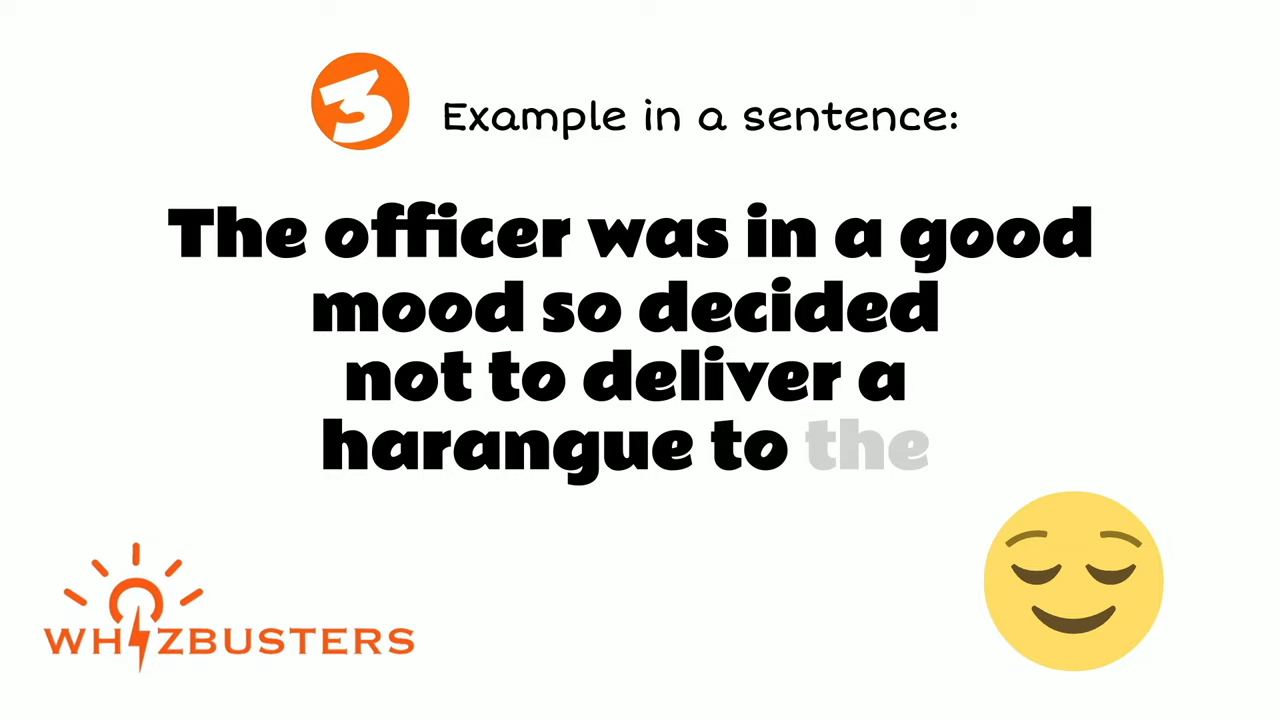 3
Example in a sentence:
The officer was in a good
mood so decided
not to deliver a
harangue to the
WHIZBUSTERS